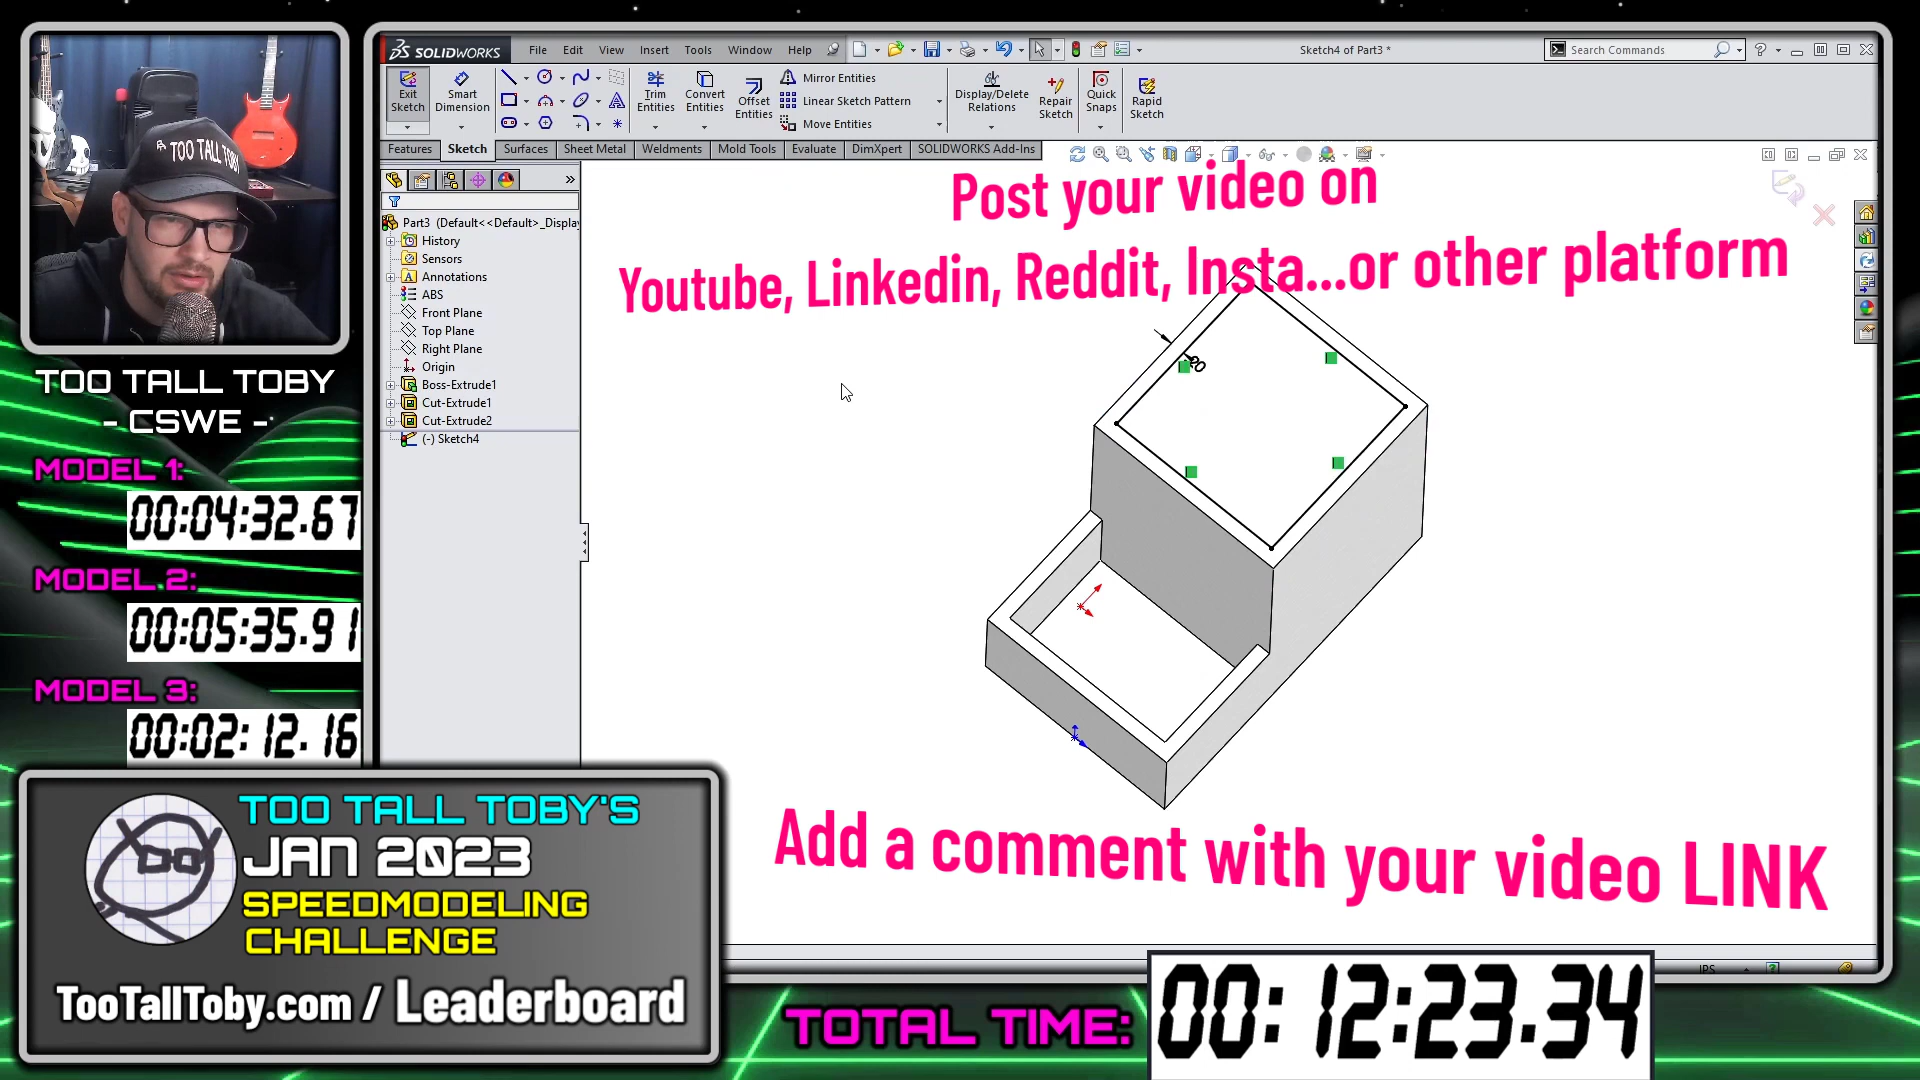 TOO TALL TOBY
TOO TALL TOBY
- CSWE -
MODEL 1:
00:04:32.67
MODEL 2:
00:05:35.91
MODEL 3:
00:02:12.16
SOLIDWORKS
File Edit View Insert Tools Window Help
Sketch4 of Part3 *
Search Commands
Exit Sketch
Smart Dimension
Trim Entities
Convert Entities
Offset Entities
Mirror Entities
Linear Sketch Pattern
Move Entities
Display/Delete Relations
Repair Sketch
Quick Snaps
Rapid Sketch
Features Sketch Surfaces Sheet Metal Weldments Mold Tools Evaluate DimXpert SOLIDWORKS Add-Ins
Part3 (Default<<Default>_Displa
History
Sensors
Annotations
ABS
Front Plane
Top Plane
Right Plane
Origin
Boss-Extrude1
Cut-Extrude1
Cut-Extrude2
(-) Sketch4
Post your video on
Youtube, Linkedin, Reddit, Insta...or other platform
Add a comment with your video LINK
IPS
TOO TALL TOBY'S
JAN 2023
SPEEDMODELING
CHALLENGE
TooTallToby.com / Leaderboard
TOTAL TIME:
00:12:23.34